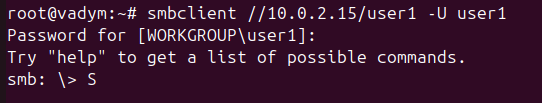 root@vadym:~# smbclient //10.0.2.15/user1 -U user1
Password for [WORKGROUP\user1]:
Try "help" to get a list of possible commands.
smb: \> S